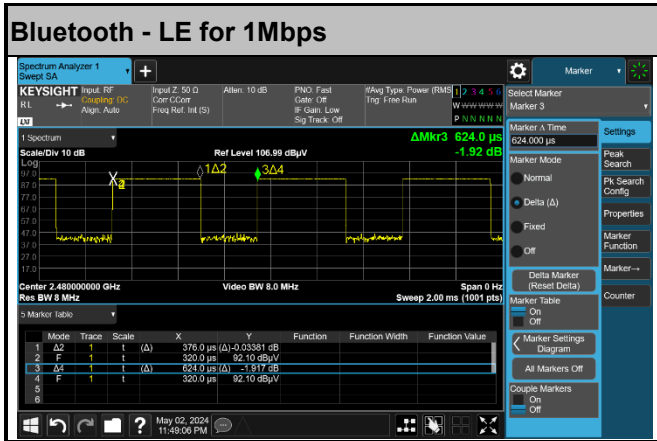 Bluetooth - LE for 1Mbps
Spectrum Analyzer 1
Swept SA
Marker
KEYSIGHT
RL
LXI
Input: RF
Coupling: DC
Align: Auto
Input Z: 50 Ω
Corr CCorr
Freq Ref: Int (S)
Atten: 10 dB
PNO: Fast
Gate: Off
IF Gain: Low
Sig Track: Off
#Avg Type: Power (RMS
Trig: Free Run
1 2 3 4 5 6
W W W W W W
P N N N N N
Select Marker
Marker 3
1 Spectrum
ΔMkr3 624.0 µs
-1.92 dB
Scale/Div 10 dB
Ref Level 106.99 dBµV
Log
97.0
87.0
77.0
67.0
57.0
47.0
37.0
27.0
17.0
1Δ2
3Δ4
Center 2.480000000 GHz
Video BW 8.0 MHz
Span 0 Hz
Res BW 8 MHz
Sweep 2.00 ms (1001 pts)
5 Marker Table
Mode Trace Scale X Y Function Function Width Function Value
1 Δ2 1 t (Δ) 376.0 µs (Δ) -0.03381 dB
2 F 1 t 320.0 µs 92.10 dBµV
3 Δ4 1 t (Δ) 624.0 µs (Δ) -1.917 dB
4 F 1 t 320.0 µs 92.10 dBµV
5
6
Marker Δ Time
624.000 µs
Marker Mode
Normal
Delta (Δ)
Fixed
Off
Delta Marker
(Reset Delta)
Marker Table
On
Off
Marker Settings
Diagram
All Markers Off
Couple Markers
On
Off
Settings
Peak
Search
Pk Search
Config
Properties
Marker
Function
Marker→
Counter
May 02, 2024
11:49:06 PM